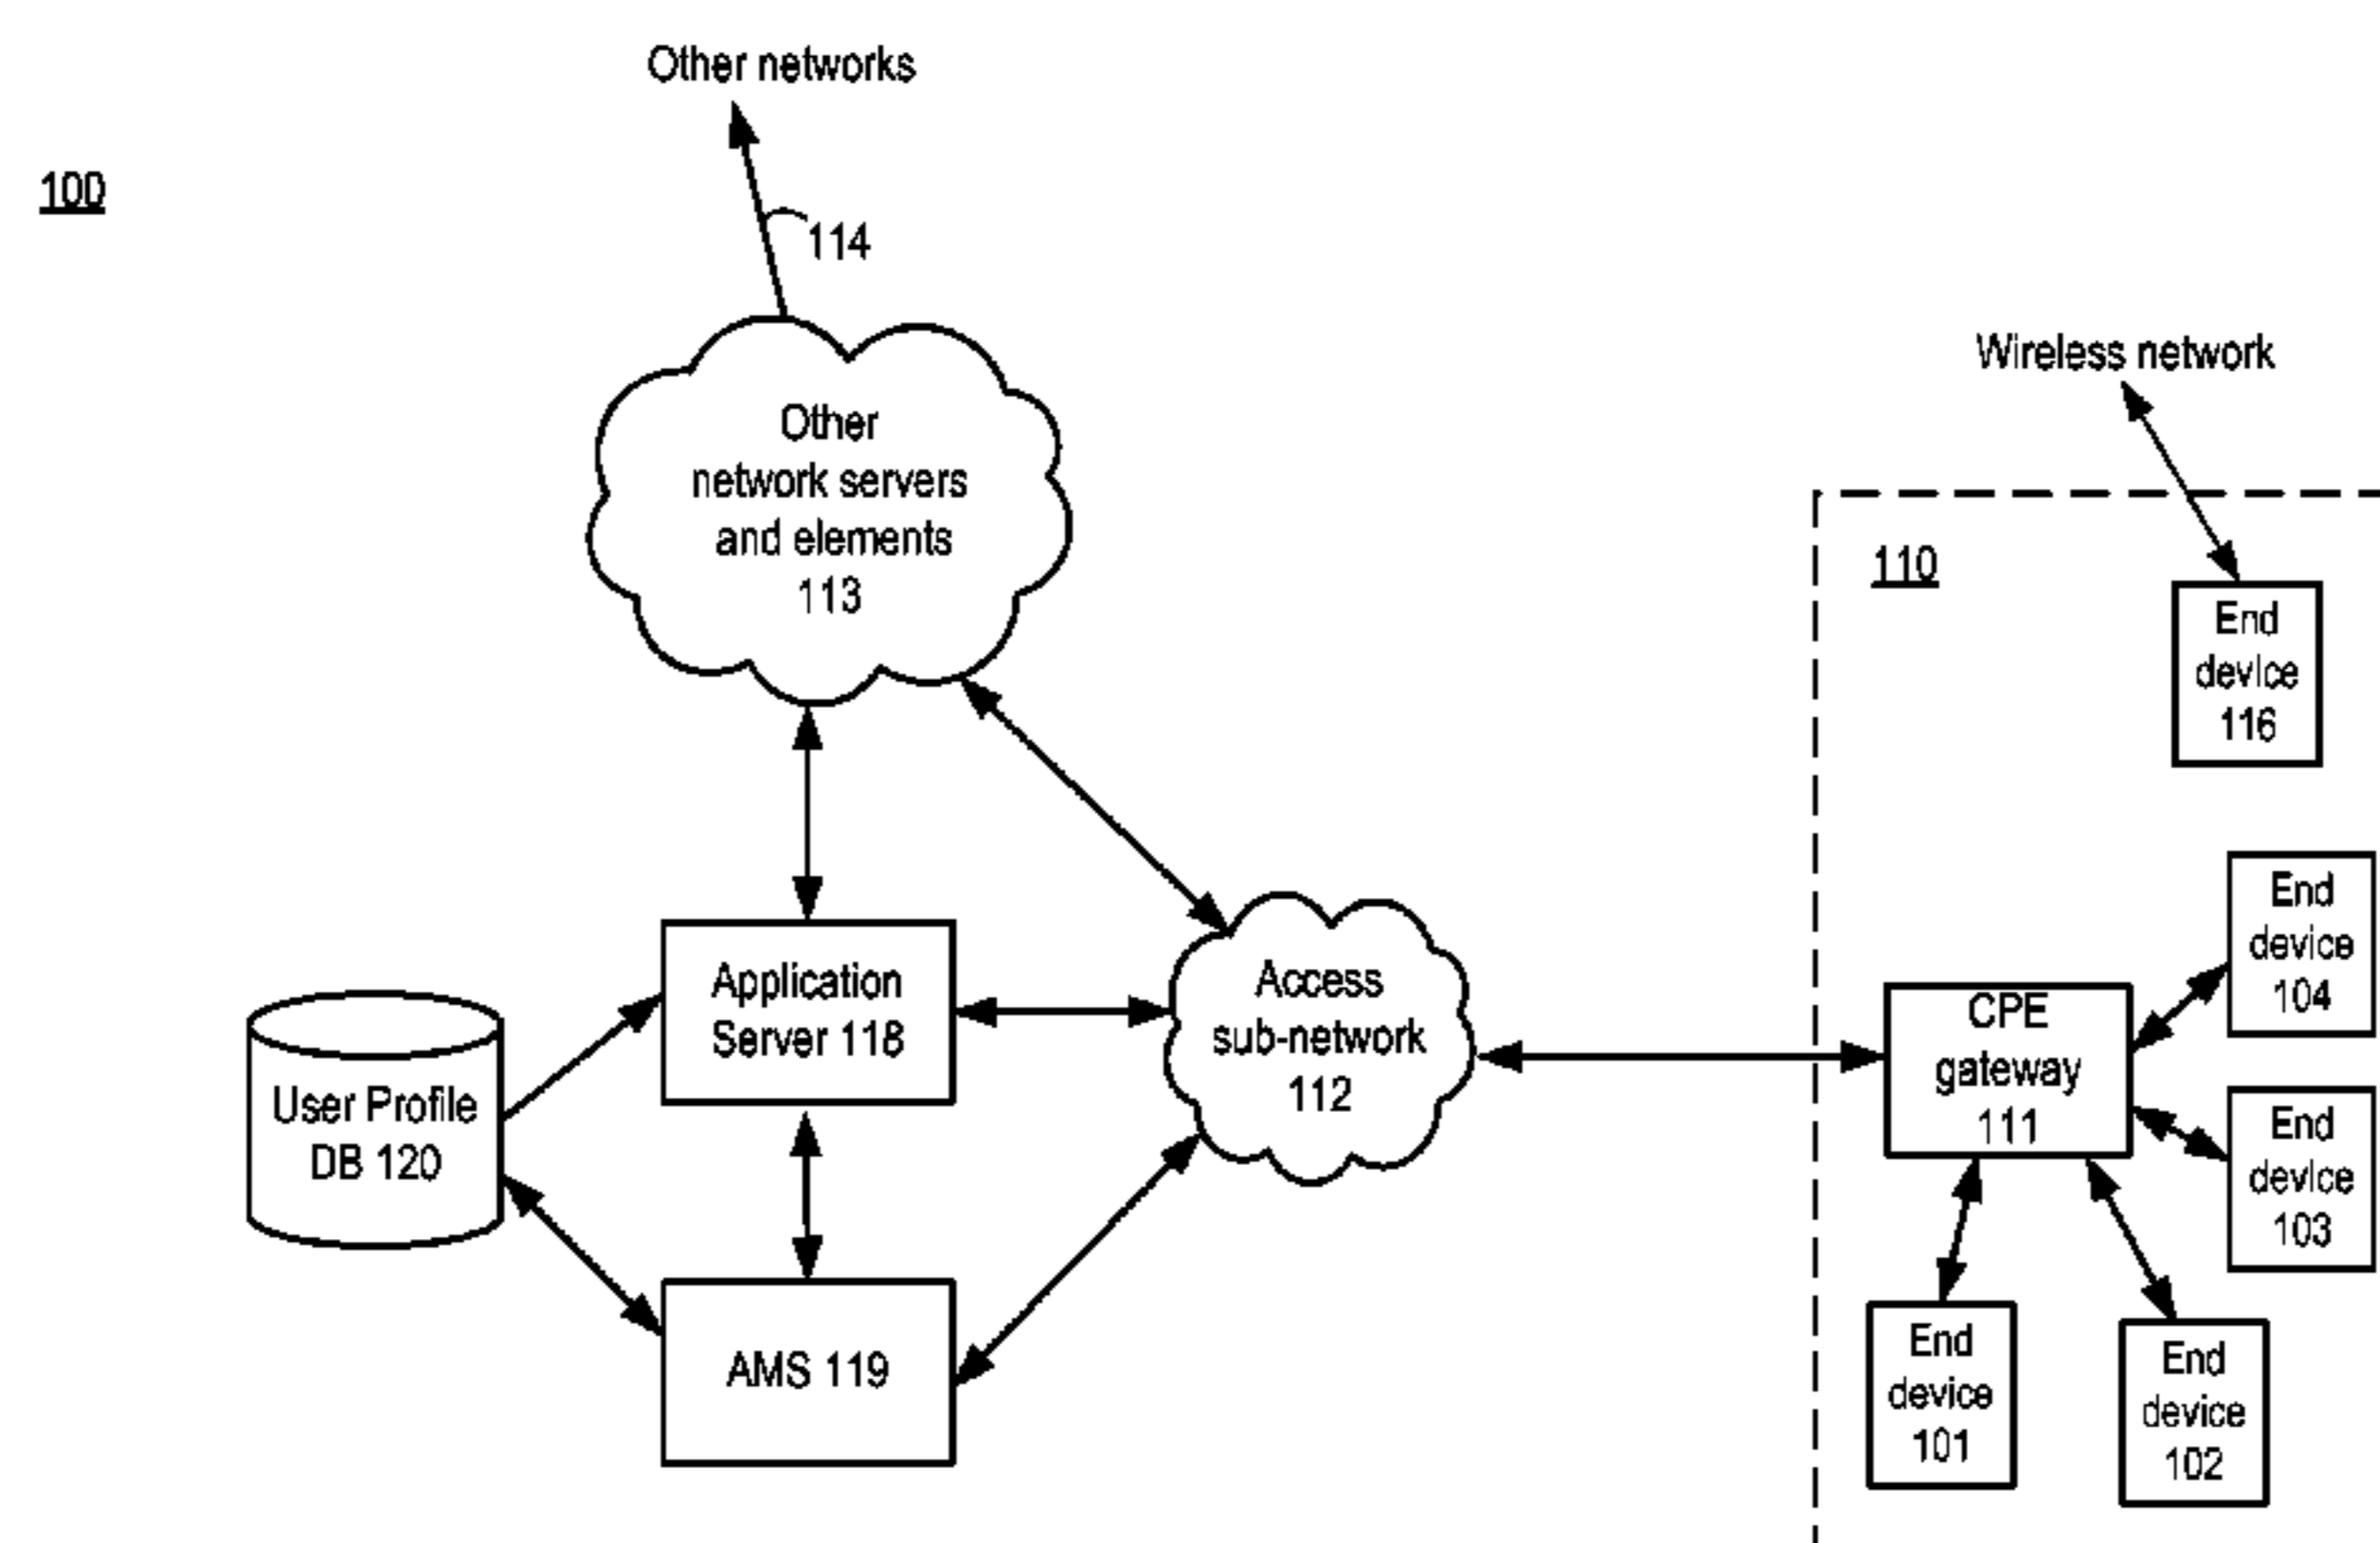 Other networks
100
114
Wireless network
Other
network servers
and elements
113
110
End
device
116
End
device
104
Application
Server 118
Access
sub-network
112
CPE
gateway
111
User Profile
DB 120
End
device
103
AMS 119
End
device
101
End
device
102